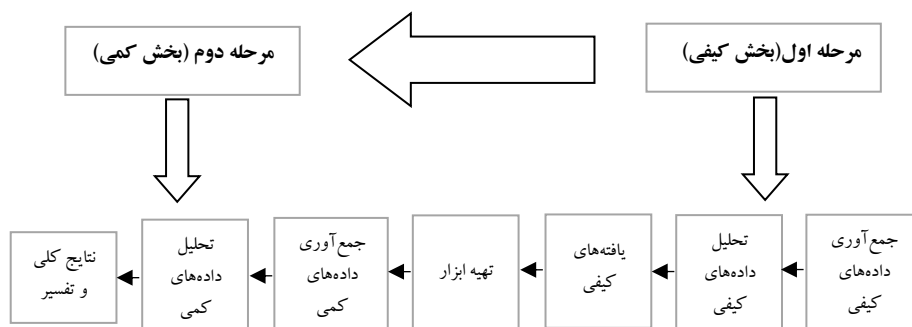 مرحله اول(بخش کیفی)
مرحله دوم (بخش کمی)
جمع‌آوری
داده‌های
کیفی
تحلیل
داده‌های
کیفی
یافته‌های
کیفی
تهیه ابزار
جمع‌آوری
داده‌های
کمی
تحلیل
داده‌های
کمی
نتایج کلی
و تفسیر